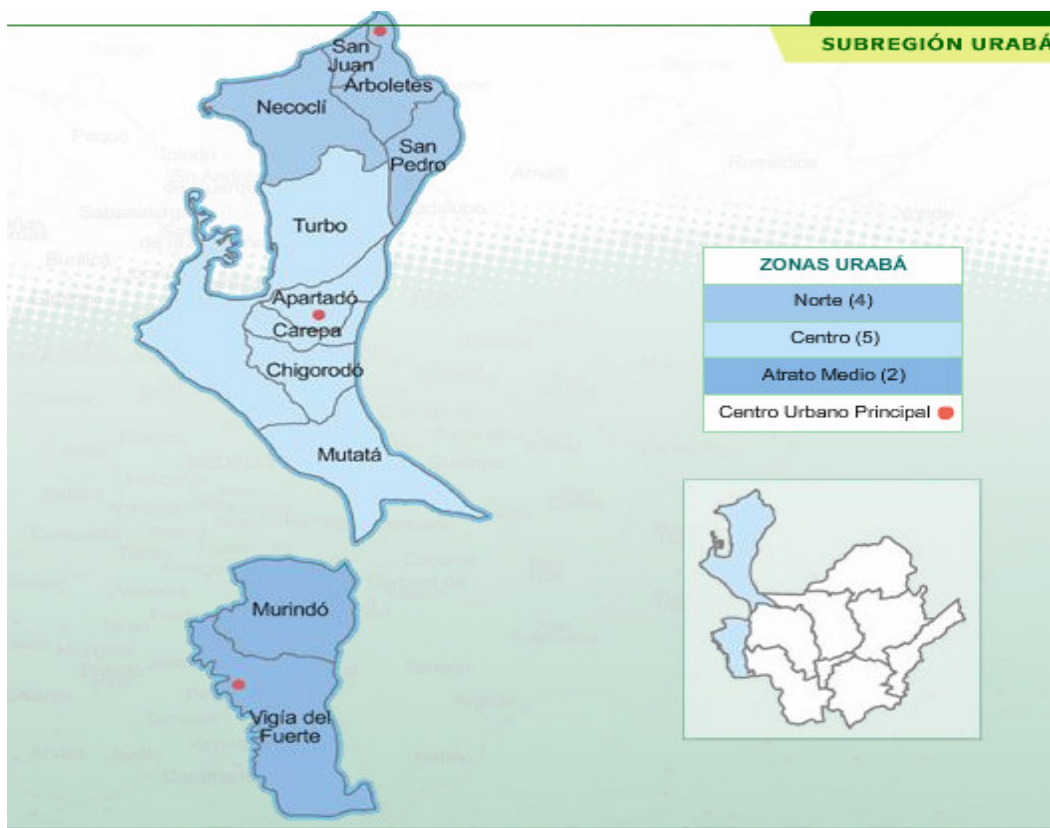 SUBREGIÓN URABÁ
San
Juan
Arboletes
Necoclí
San
Pedro
Turbo
Apartadó
Carepa
Chigorodó
Mutatá
Murindó
Vigía del
Fuerte
ZONAS URABÁ
Norte (4)
Centro (5)
Atrato Medio (2)
Centro Urbano Principal